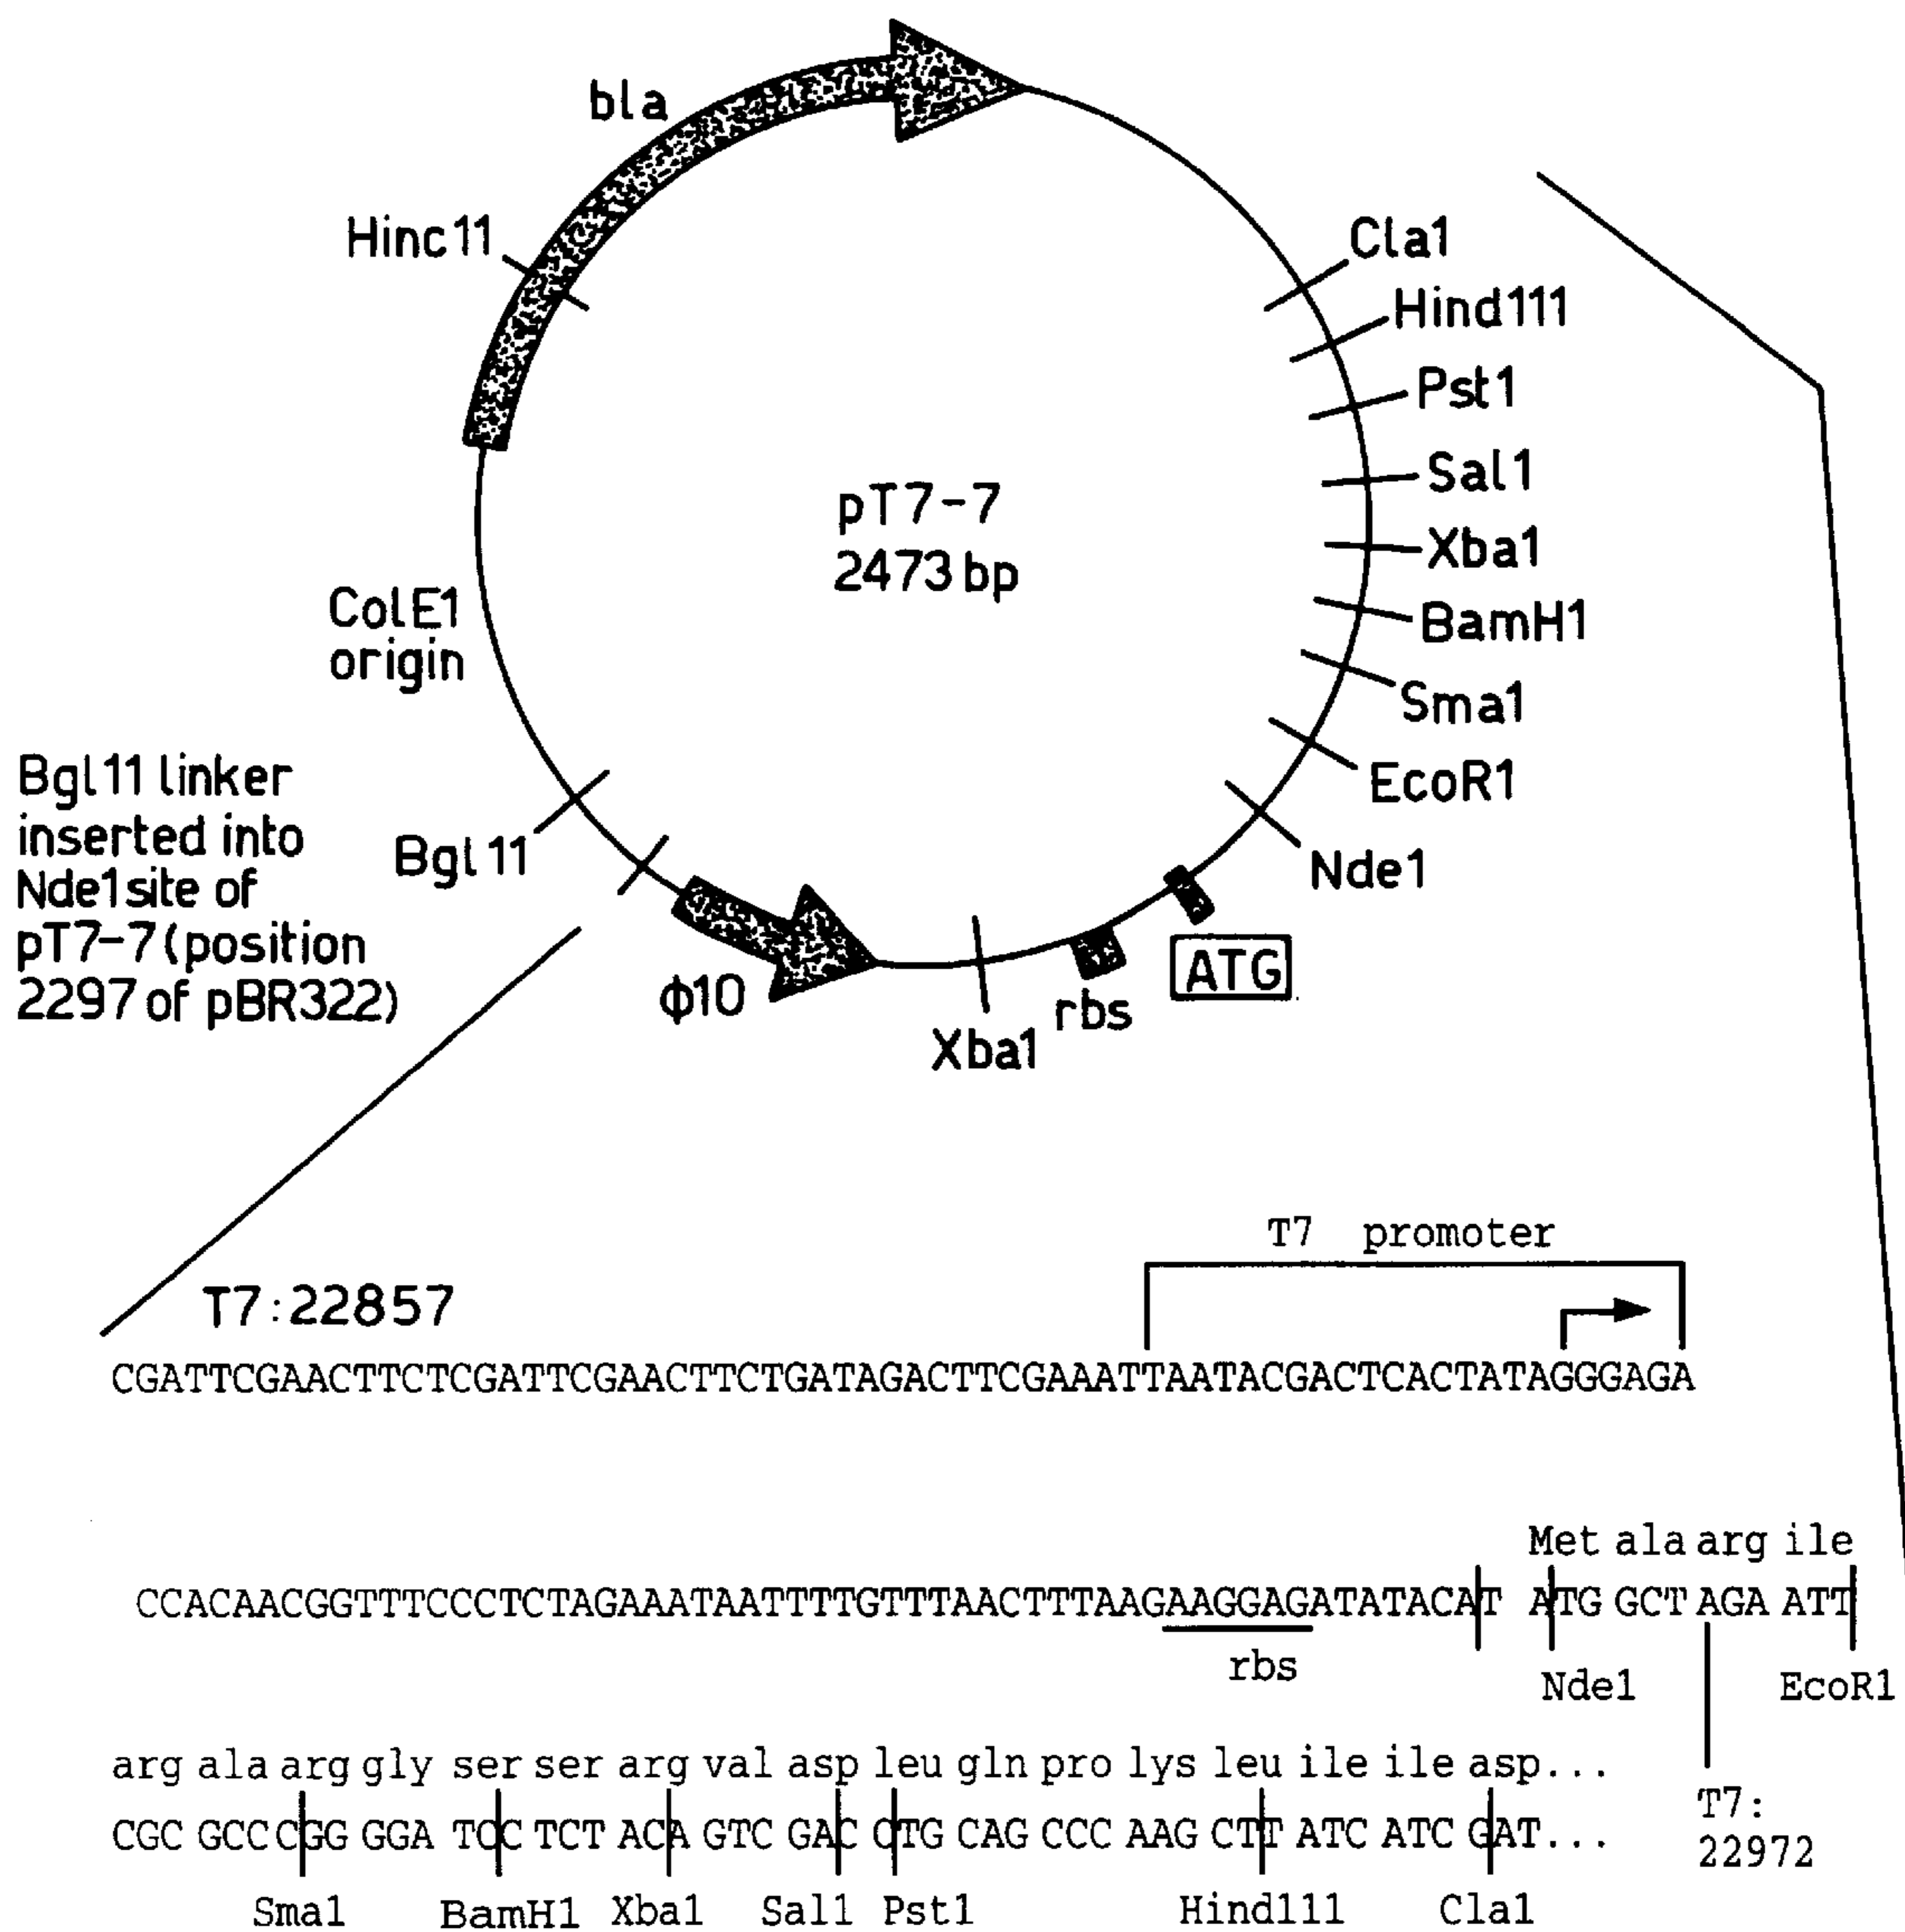 bla
Hinc11
Cla1
Hind111
Pst1
Sal1
Xba1
BamH1
Sma1
EcoR1
Nde1
pT7-7
2473bp
ColE1
origin
Bgl11 linker
inserted into
Nde1site of
pT7-7(position
2297 of pBR322)
Bgl11
ϕ10
Xba1
rbs
ATG
T7 promoter
T7:22857
CGATTCGAACTTCTCGATTCGAACTTCTGATAGACTTCGAAATTAATACGACTCACTATAGGGAGA
Met ala arg ile
CCACAACGGTTTCCCTCTAGAAATAATTTTGTTTAACTTTAAGAAGGAGATATACAT ATG GCT AGA ATT
rbs
Nde1
EcoR1
arg ala arg gly ser ser arg val asp leu gln pro lys leu ile ile asp...
CGC GCC CGG GGA TCC TCT ACA GTC GAC CTG CAG CCC AAG CTT ATC ATC GAT...
T7:
22972
Sma1 BamH1 Xba1 Sal1 Pst1 Hind111 Cla1